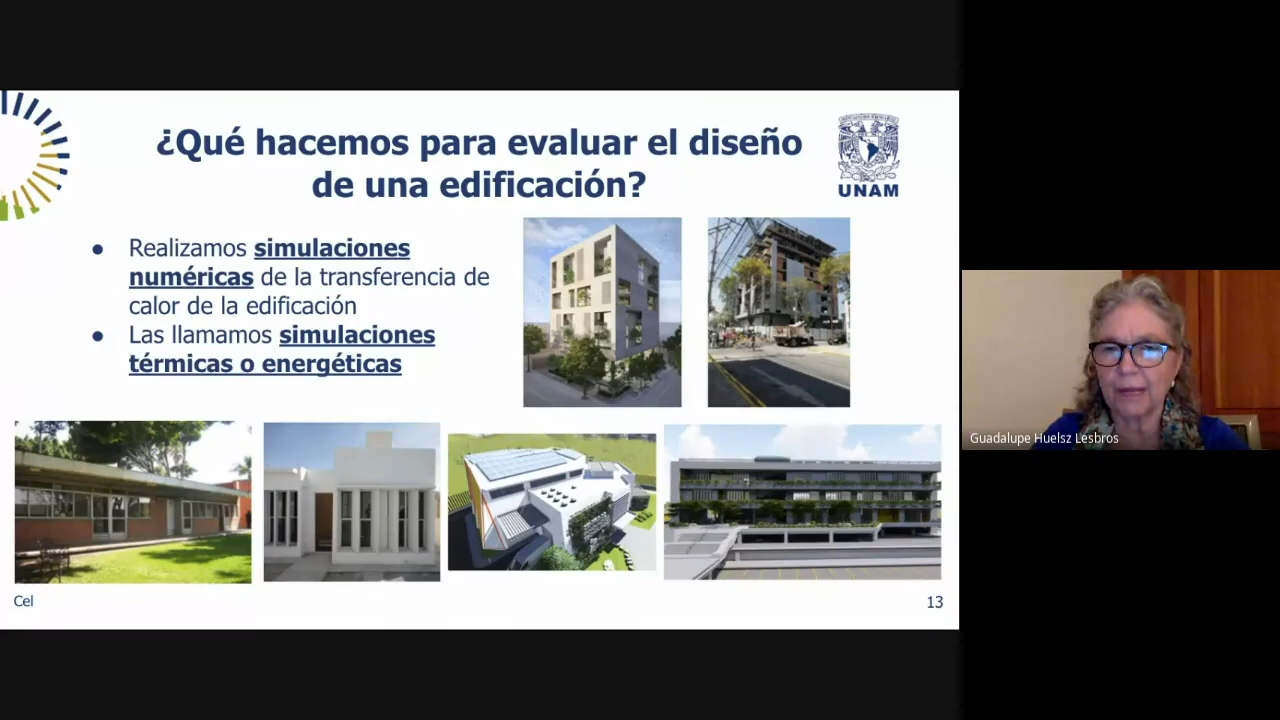 ¿Qué hacemos para evaluar el diseño
de una edificación?
UNAM
● Realizamos simulaciones
numéricas de la transferencia de
calor de la edificación
● Las llamamos simulaciones
térmicas o energéticas
Cel
13
Guadalupe Huelsz Lesbros